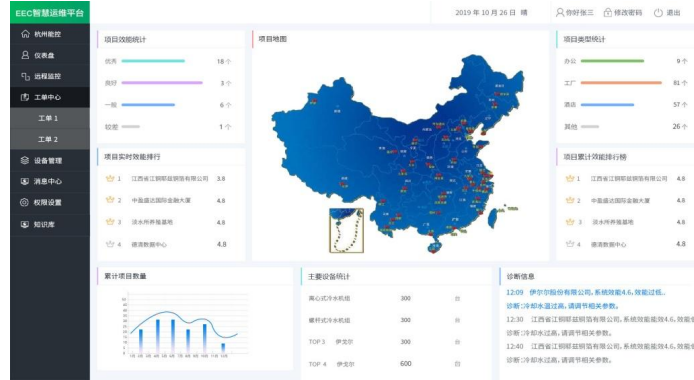 EEC智慧运维平台
2019 年 10 月 26 日 晴
你好张三
修改密码
退出
杭州能控
仪表盘
远程监控
工单中心
工单 1
工单 2
设备管理
消息中心
权限设置
知识库
项目效能统计
优秀 18 个
良好 3 个
一般 6 个
较差 1 个
项目地图
项目类型统计
办公 9 个
工厂 81 个
酒店 57 个
其他 26 个
项目实时效能排行
1 江西省江铜耶兹铜箔有限公司 3.8
2 中盈盛达国际金融大厦 4.8
3 淡水所养殖基地 4.8
4 德清数据中心 4.8
项目累计效能排行榜
1 江西省江铜耶兹铜箔有限公司 4.8
2 中盈盛达国际金融大厦 4.8
3 淡水所养殖基地 4.8
4 德清数据中心 4.8
累计项目数量
主要设备统计
离心式冷水机组 300 台
螺杆式冷水机组 300 台
TOP 3 伊戈尔 300 台
TOP 4 伊戈尔 600 台
诊断信息
12:09 伊尔尔股份有限公司，系统效能4.6，效能过低..
诊断：冷却水温过高，请调节相关参数。
12:30 江西省江铜耶兹铜箔有限公司，系统效能能效4.6，效能
诊断：冷却水过高，请调节相关参数。
12:40 江西省江铜耶兹铜箔有限公司，系统效能能效4.6，效能
诊断：冷却水过高，请调节相关参数。